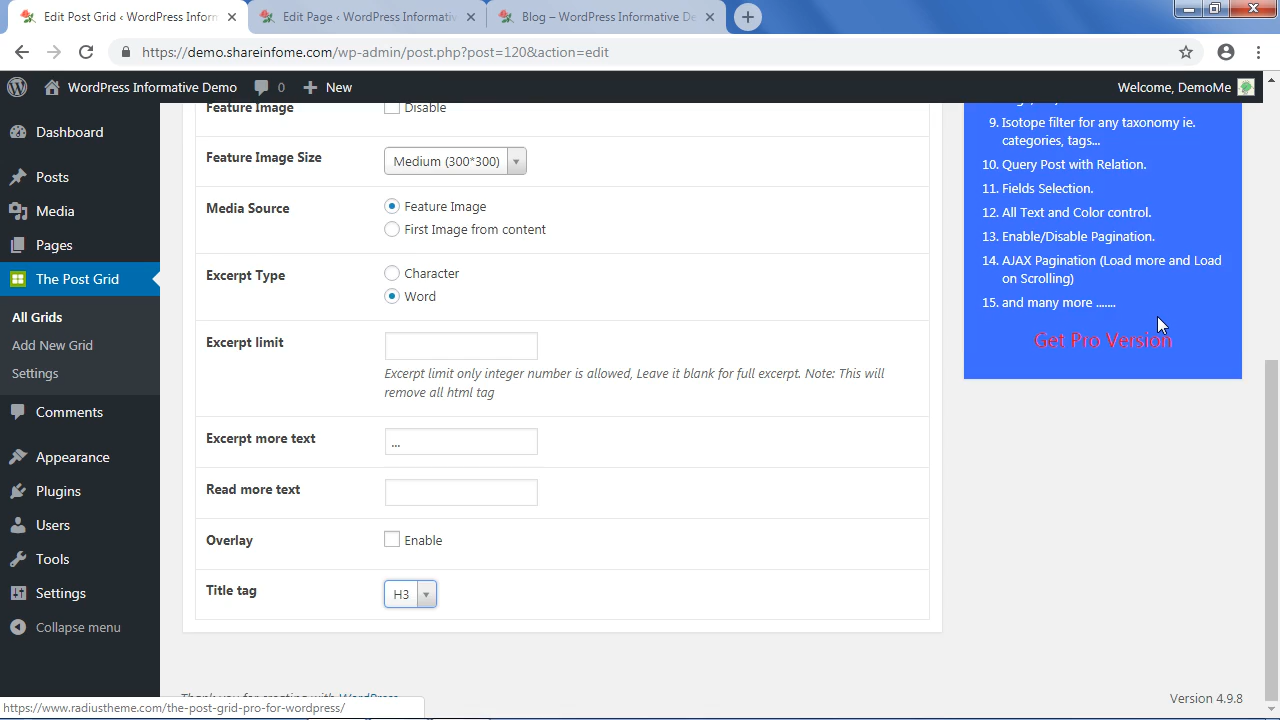 Edit Post Grid ‹ WordPress Inforn
Edit Page ‹ WordPress Informativ
Blog – WordPress Informative De
https://demo.shareinfome.com/wp-admin/post.php?post=120&action=edit
WordPress Informative Demo
0
New
Welcome, DemoMe
Dashboard
Posts
Media
Pages
The Post Grid
All Grids
Add New Grid
Settings
Comments
Appearance
Plugins
Users
Tools
Settings
Collapse menu
Feature Image
Disable
Feature Image Size
Medium (300*300)
Media Source
Feature Image
First Image from content
Excerpt Type
Character
Word
Excerpt limit
Excerpt limit only integer number is allowed, Leave it blank for full excerpt. Note: This will
remove all html tag
Excerpt more text
...
Read more text
Overlay
Enable
Title tag
H3
9. Isotope filter for any taxonomy ie.
categories, tags...
10. Query Post with Relation.
11. Fields Selection.
12. All Text and Color control.
13. Enable/Disable Pagination.
14. AJAX Pagination (Load more and Load
on Scrolling)
15. and many more .......
Get Pro Version
Thank you for creating with WordPress
Version 4.9.8
https://www.radiustheme.com/the-post-grid-pro-for-wordpress/